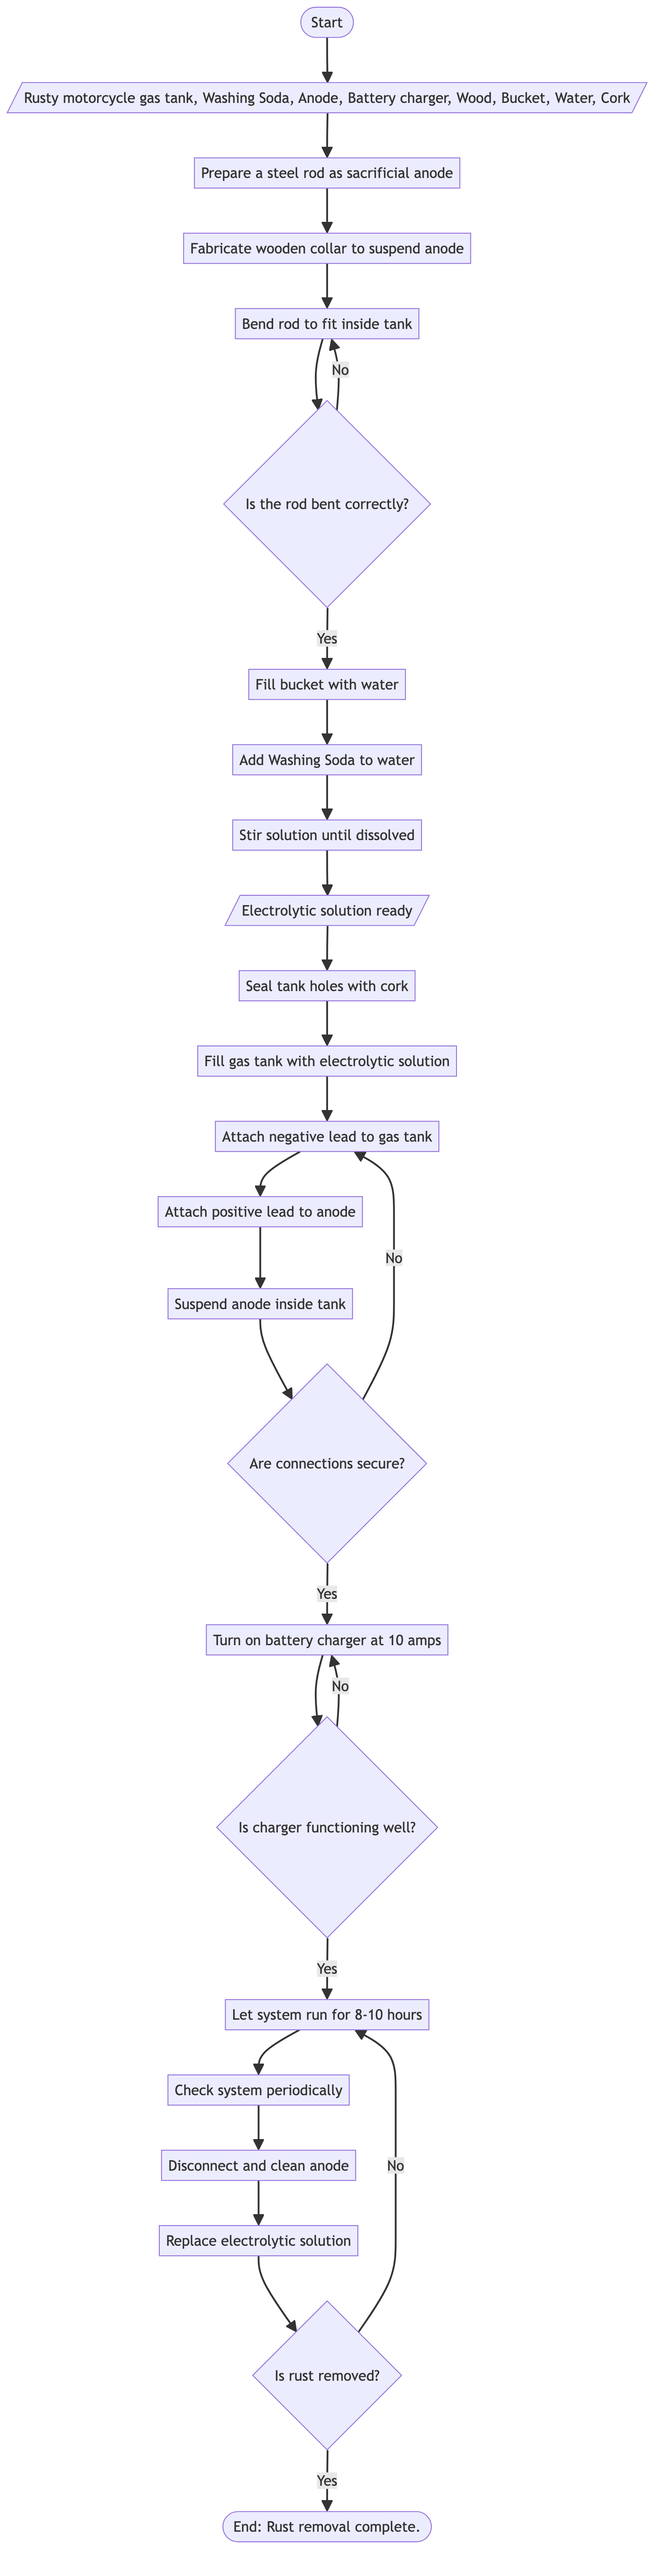 Start
Rusty motorcycle gas tank, Washing Soda, Anode, Battery charger, Wood, Bucket, Water, Cork
Prepare a steel rod as sacrificial anode
Fabricate wooden collar to suspend anode
Bend rod to fit inside tank
No
Is the rod bent correctly?
Yes
Fill bucket with water
Add Washing Soda to water
Stir solution until dissolved
Electrolytic solution ready
Seal tank holes with cork
Fill gas tank with electrolytic solution
Attach negative lead to gas tank
Attach positive lead to anode
No
Suspend anode inside tank
Are connections secure?
Yes
Turn on battery charger at 10 amps
No
Is charger functioning well?
Yes
Let system run for 8-10 hours
Check system periodically
Disconnect and clean anode
No
Replace electrolytic solution
Is rust removed?
Yes
End: Rust removal complete.